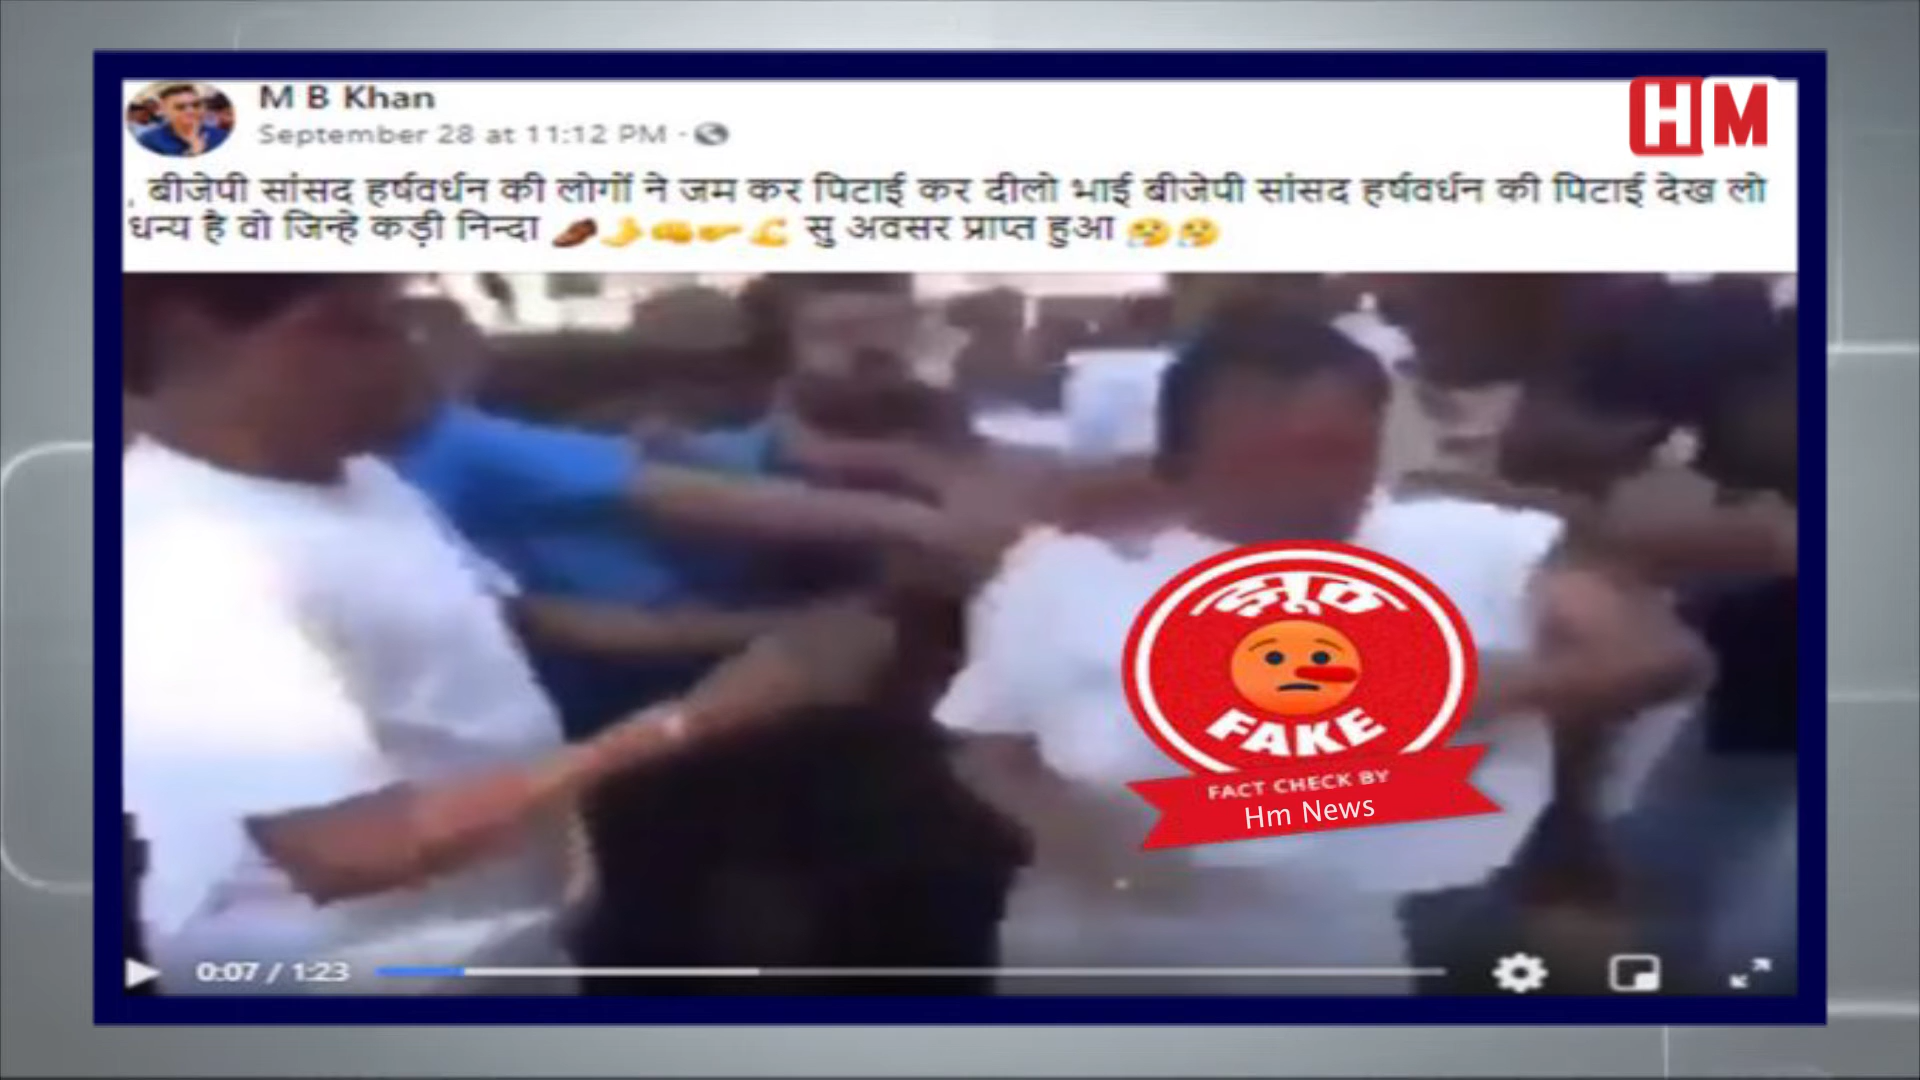 M B Khan
HM
September 28 at 11:12 PM
, बीजेपी सांसद हर्षवर्धन की लोगों ने जम कर पिटाई कर दीलो भाई बीजेपी सांसद हर्षवर्धन की पिटाई देख लो
धन्य है वो जिन्हे कड़ी निन्दा 👞🤛👊🤛💪 सु अवसर प्राप्त हुआ 😢😢
झूठ
FAKE
FACT CHECK BY
Hm News
0:07 / 1:23